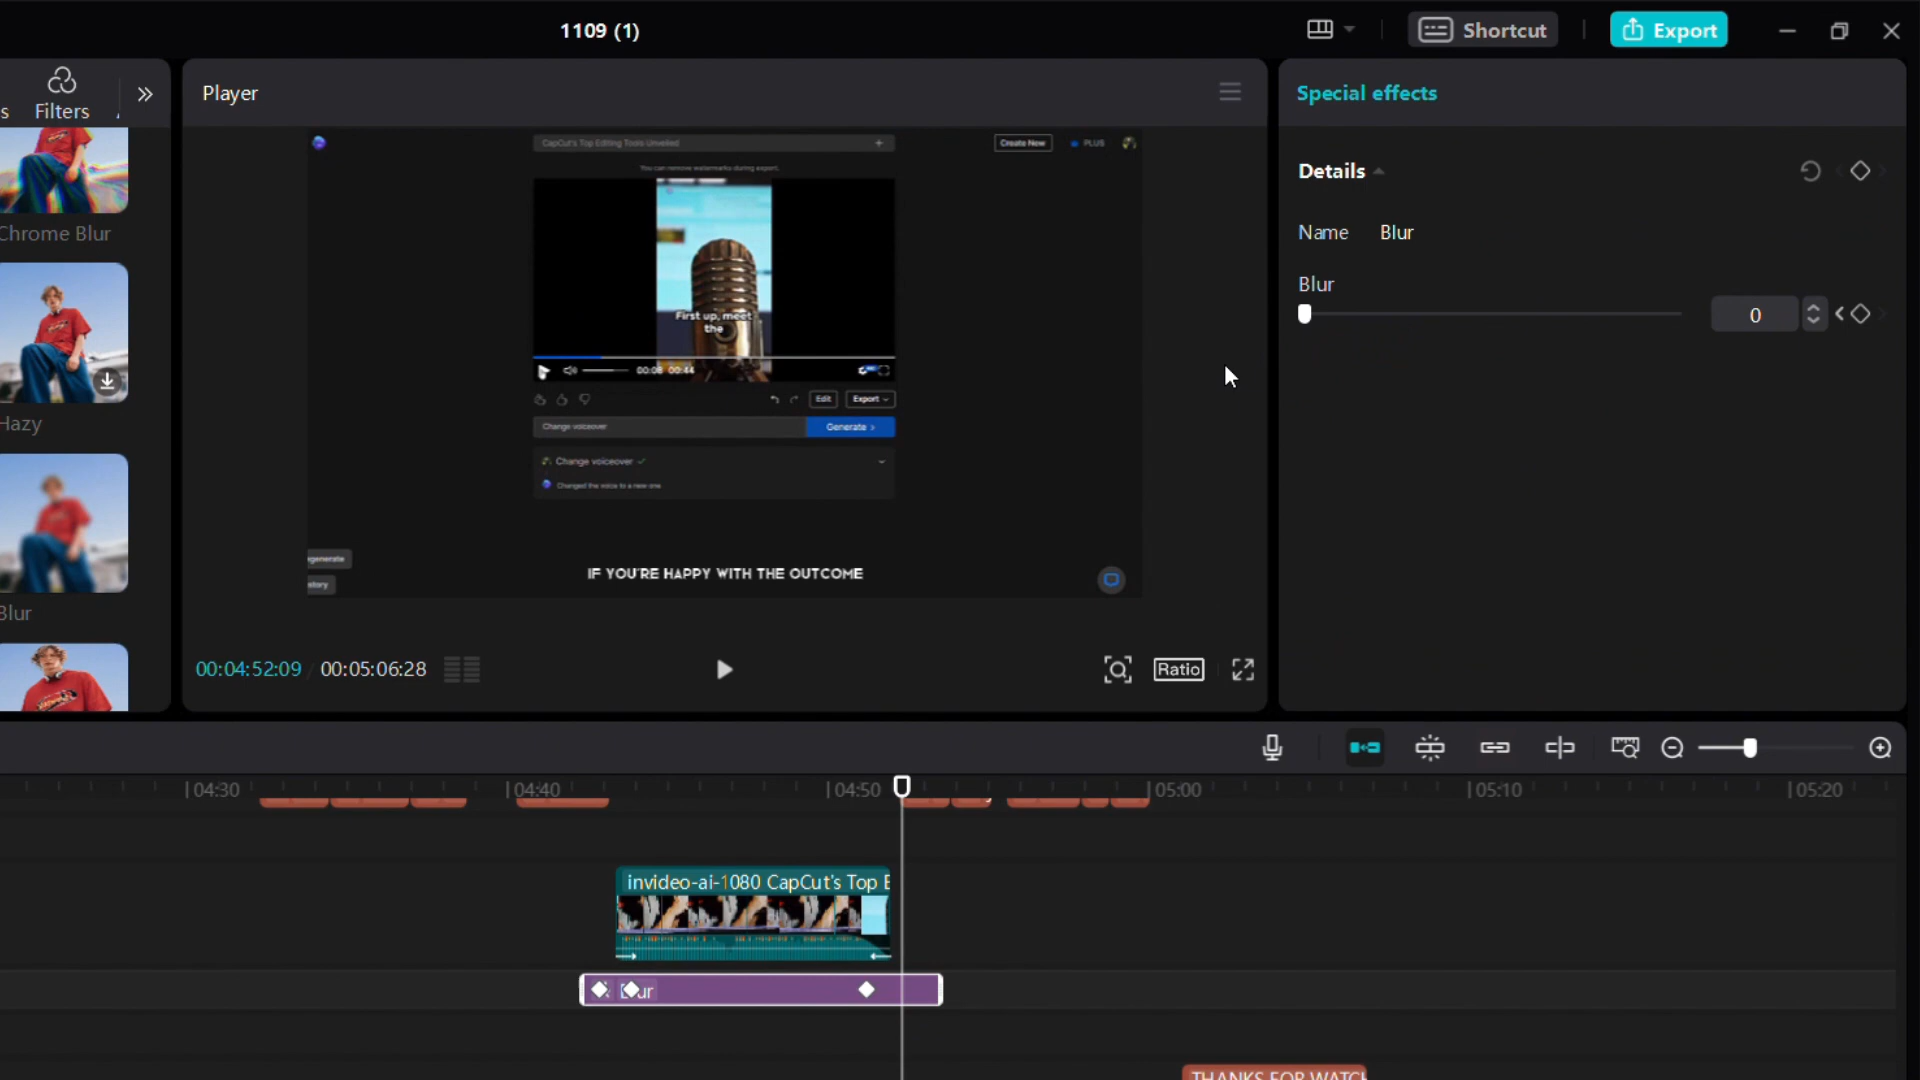 1109 (1)
Shortcut
Export
s
Filters
Player
Special effects
Chrome Blur
Hazy
Blur
CapCut's Top Editing Tools Unveiled
+
Create Now
PLUS
You can remove watermarks during export.
First up, meet
the
00:08 00:44
Edit
Export
Change voiceover
Generate >
Change voiceover
Changed the voice to a new one
egenerate
story
IF YOU'RE HAPPY WITH THE OUTCOME
Details
Name Blur
Blur
0
00:04:52:09 / 00:05:06:28
Ratio
04:30
04:40
04:50
05:00
05:10
05:20
invideo-ai-1080 CapCut's Top E
ur
THANKS FOR WATCH